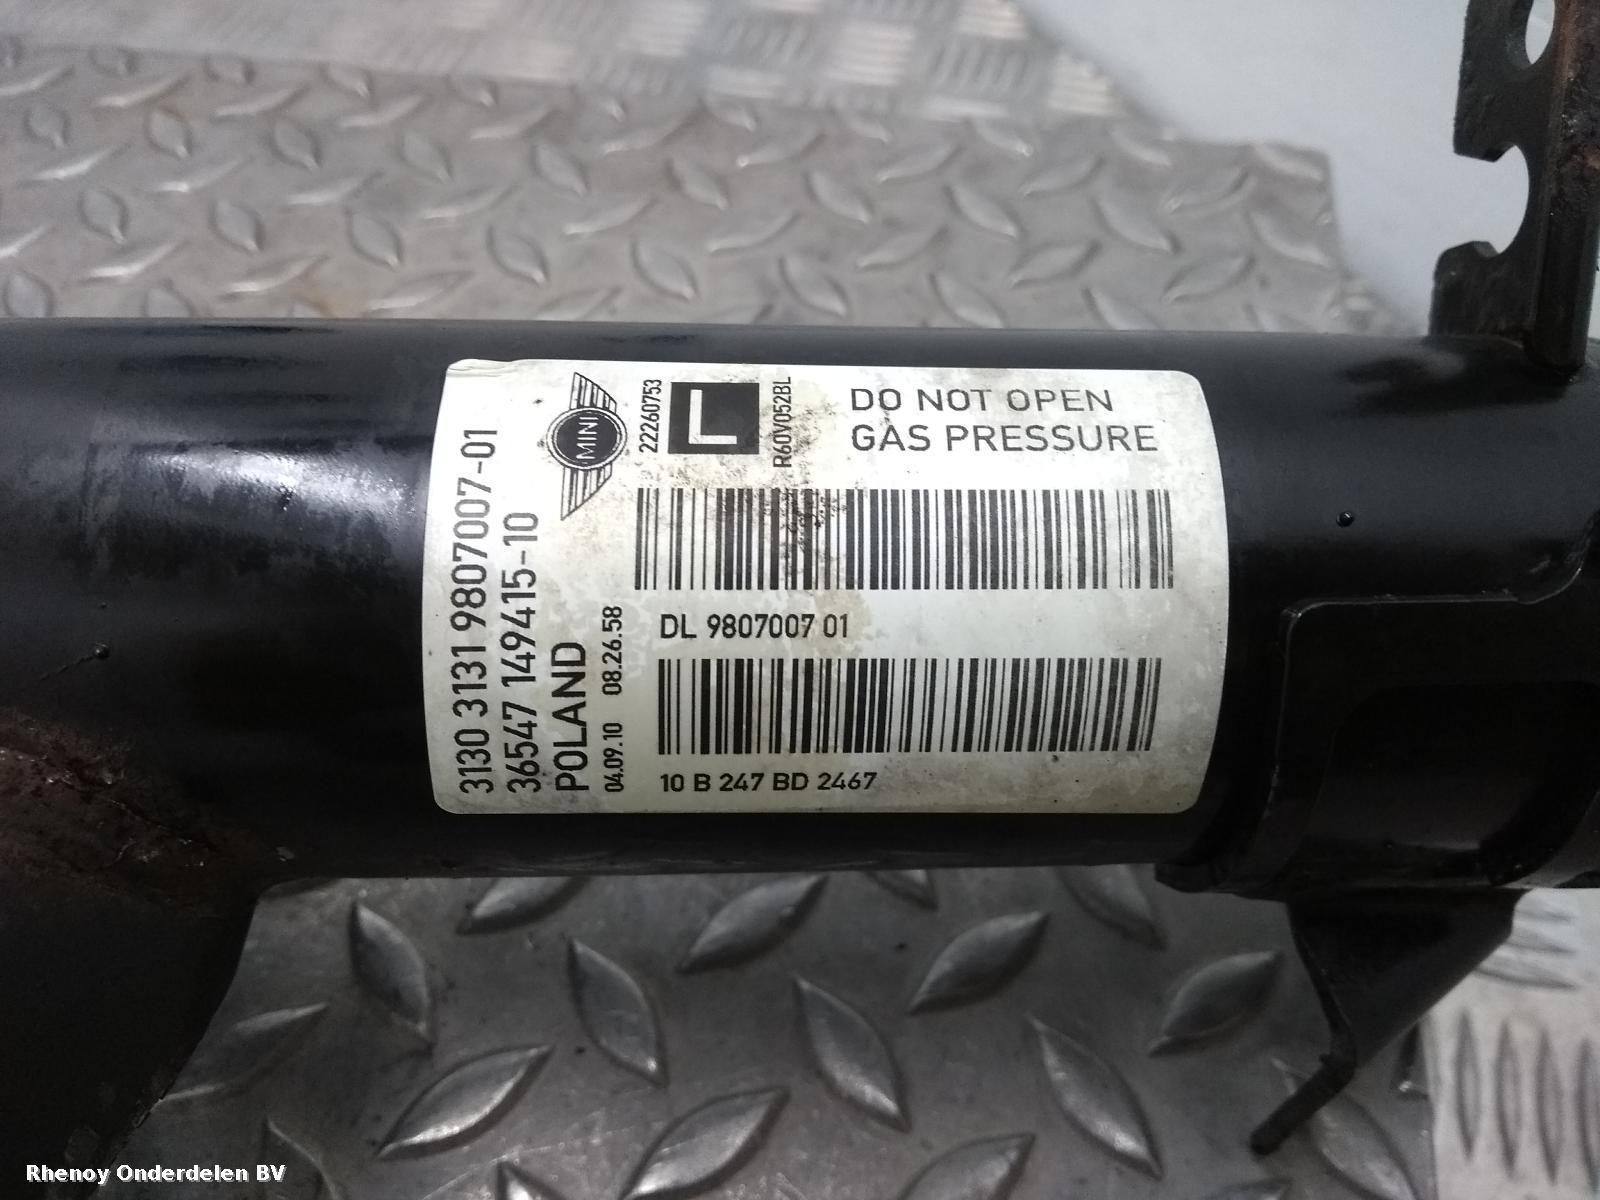 3130 3131 9807007-01
36547 149415-10
POLAND
04.09.10 08.26.58
MINI
22260753
L
R60V052BL
DO NOT OPEN
GAS PRESSURE
DL 9807007 01
10 B 247 BD 2467
Rhenoy Onderdelen BV